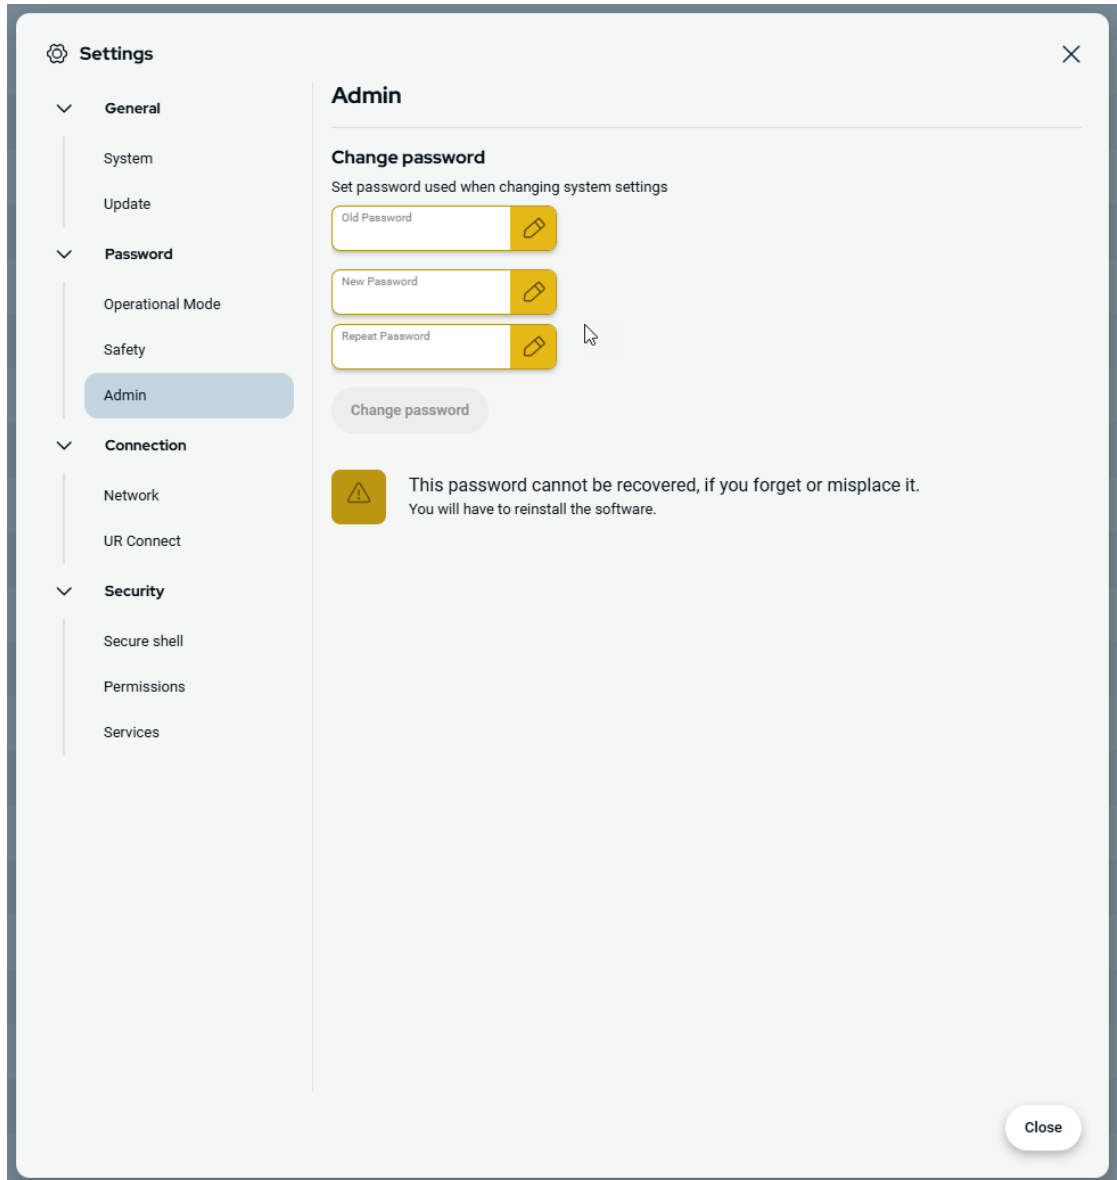 Settings
General
System
Update
Password
Operational Mode
Safety
Admin
Connection
Network
UR Connect
Security
Secure shell
Permissions
Services
Admin
Change password
Set password used when changing system settings
Old Password
New Password
Repeat Password
Change password
This password cannot be recovered, if you forget or misplace it.
You will have to reinstall the software.
Close